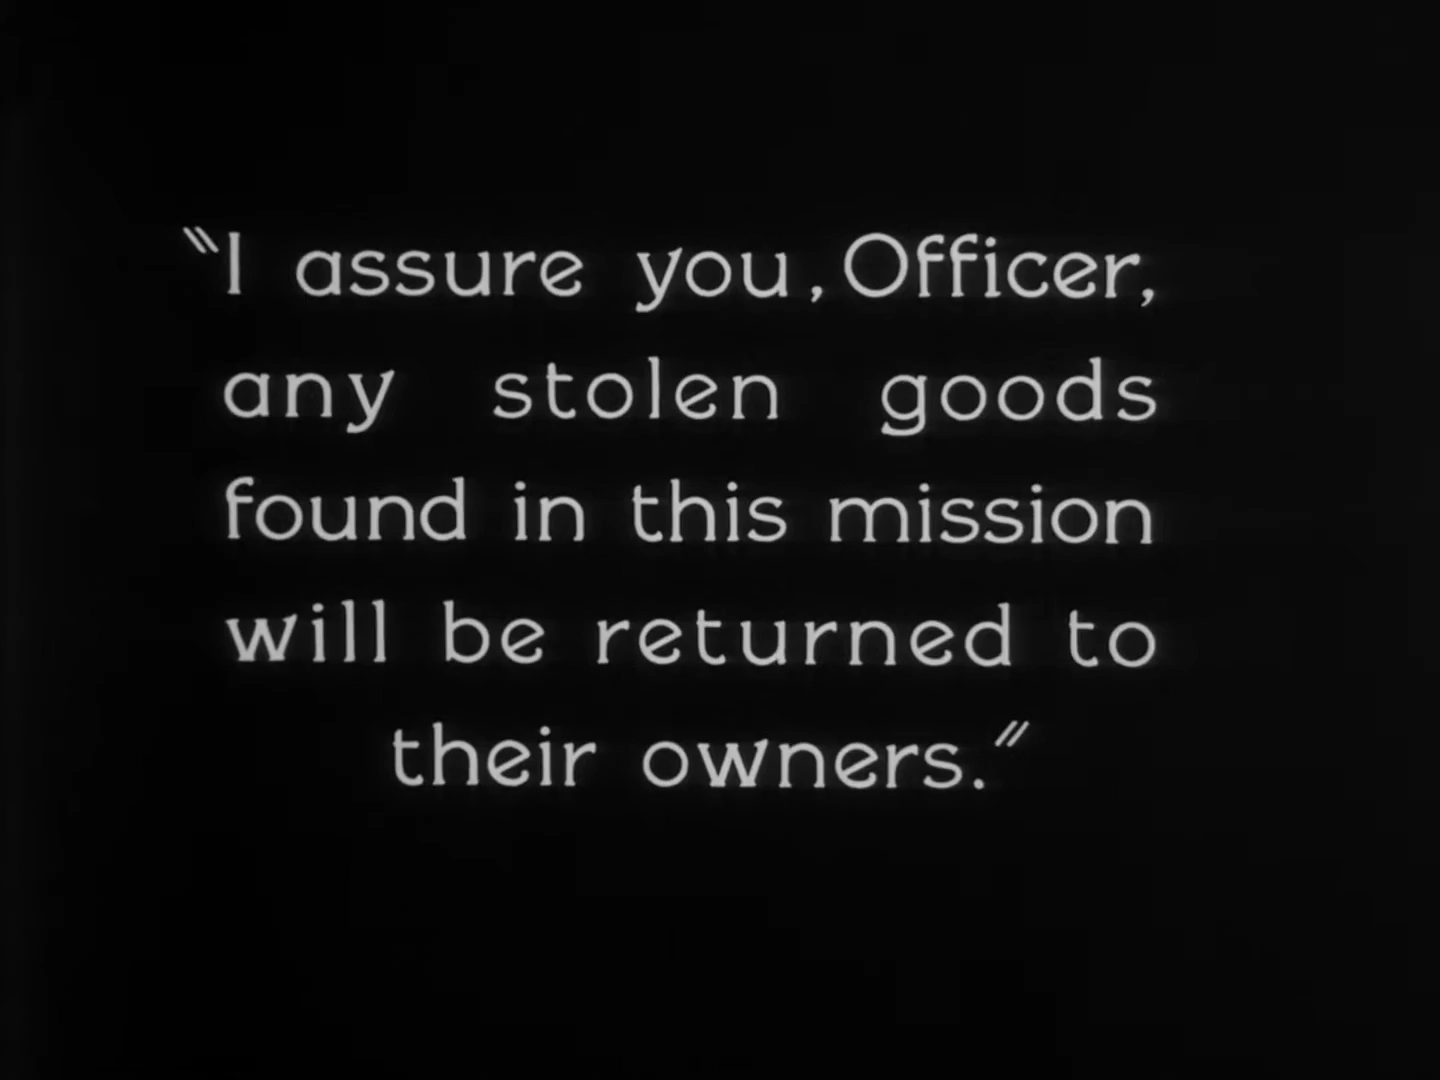 "I assure you, Officer,
any stolen goods
found in this mission
will be returned to
their owners."